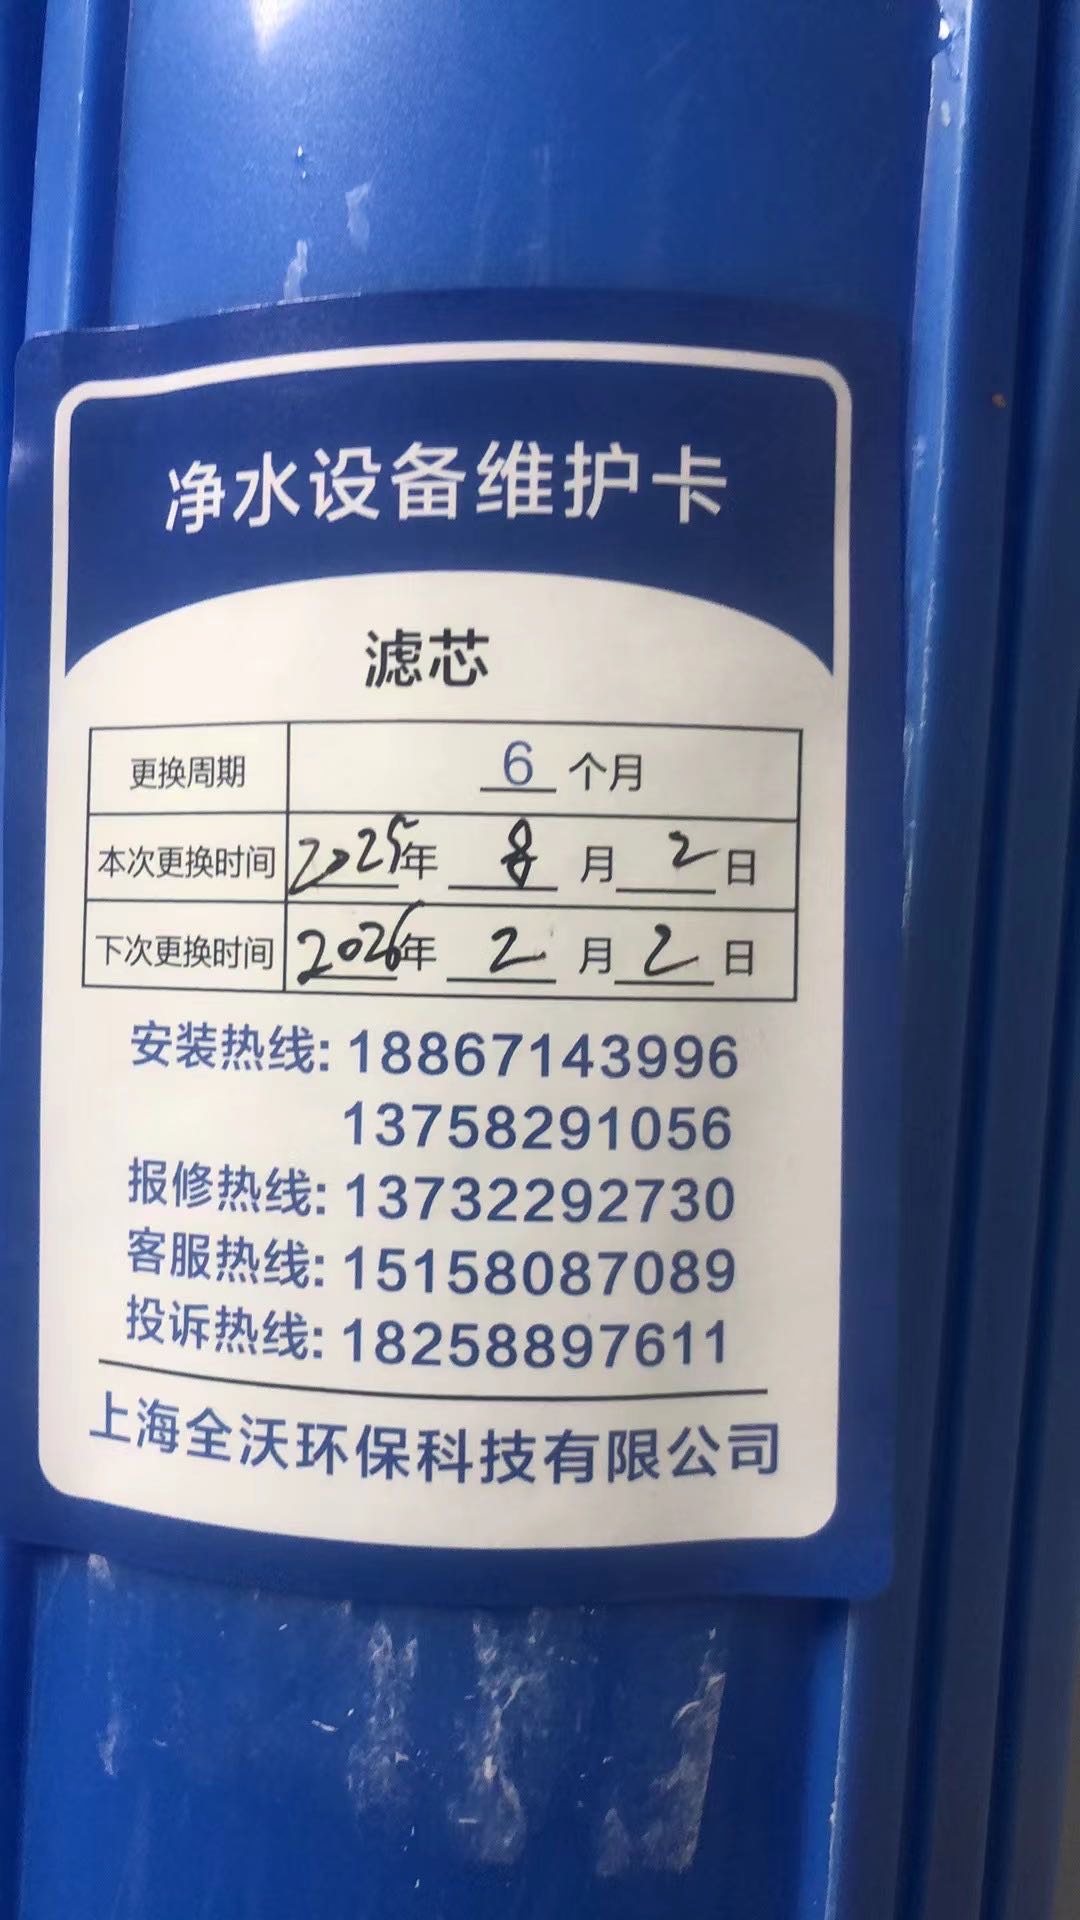 净水设备维护卡
滤芯
更换周期 6 个月
本次更换时间 2025年 8 月 2 日
下次更换时间 2026年 2 月 2 日
安装热线: 18867143996
13758291056
报修热线: 13732292730
客服热线: 15158087089
投诉热线: 18258897611
上海全沃环保科技有限公司